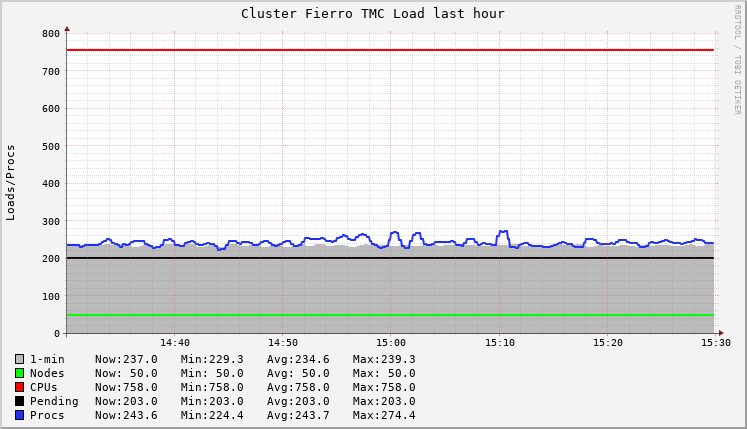 Cluster Fierro TMC Load last hour
RRDTOOL / TOBI OETIKER
Loads/Procs
800
700
600
500
400
300
200
100
0
14:40 14:50 15:00 15:10 15:20 15:30
1-min Now:237.0 Min:229.3 Avg:234.6 Max:239.3
Nodes Now: 50.0 Min: 50.0 Avg: 50.0 Max: 50.0
CPUs Now:758.0 Min:758.0 Avg:758.0 Max:758.0
Pending Now:203.0 Min:203.0 Avg:203.0 Max:203.0
Procs Now:243.6 Min:224.4 Avg:243.7 Max:274.4